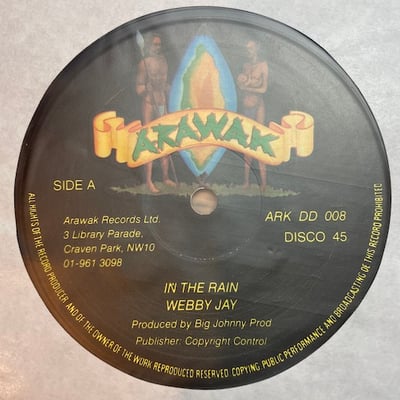 ARAWAK
SIDE A
Arawak Records Ltd.
3 Library Parade,
Craven Park, NW10
01-961 3098
ARK DD 008
DISCO 45
IN THE RAIN
WEBBY JAY
Produced by Big Johnny Prod
Publisher: Copyright Control
ALL RIGHTS OF THE RECORD PRODUCER AND OF THE OWNER OF THE WORK REPRODUCED RESERVED COPYING, PUBLIC PERFORMANCE AND BROADCASTING OF THIS RECORD PROHIBITED